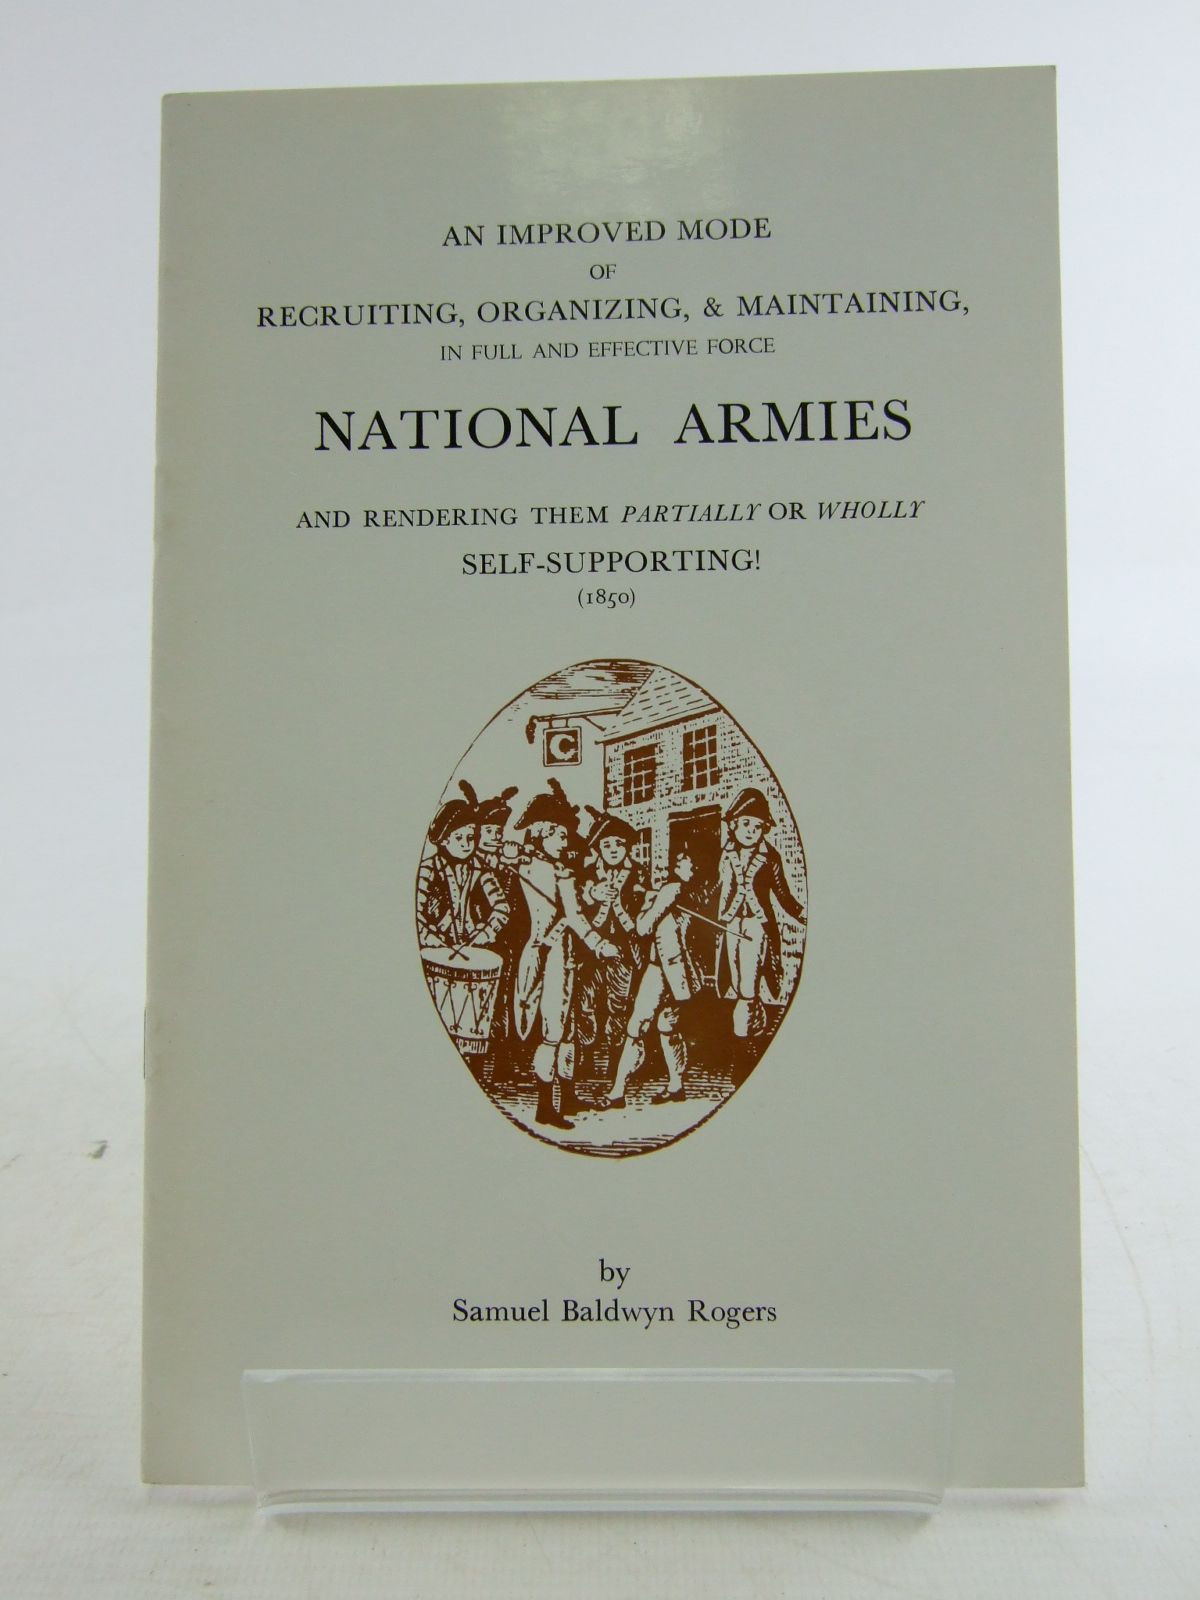 AN IMPROVED MODE
OF
RECRUITING, ORGANIZING, & MAINTAINING,
IN FULL AND EFFECTIVE FORCE
NATIONAL ARMIES
AND RENDERING THEM PARTIALLY OR WHOLLY
SELF-SUPPORTING!
(1850)
by
Samuel Baldwyn Rogers